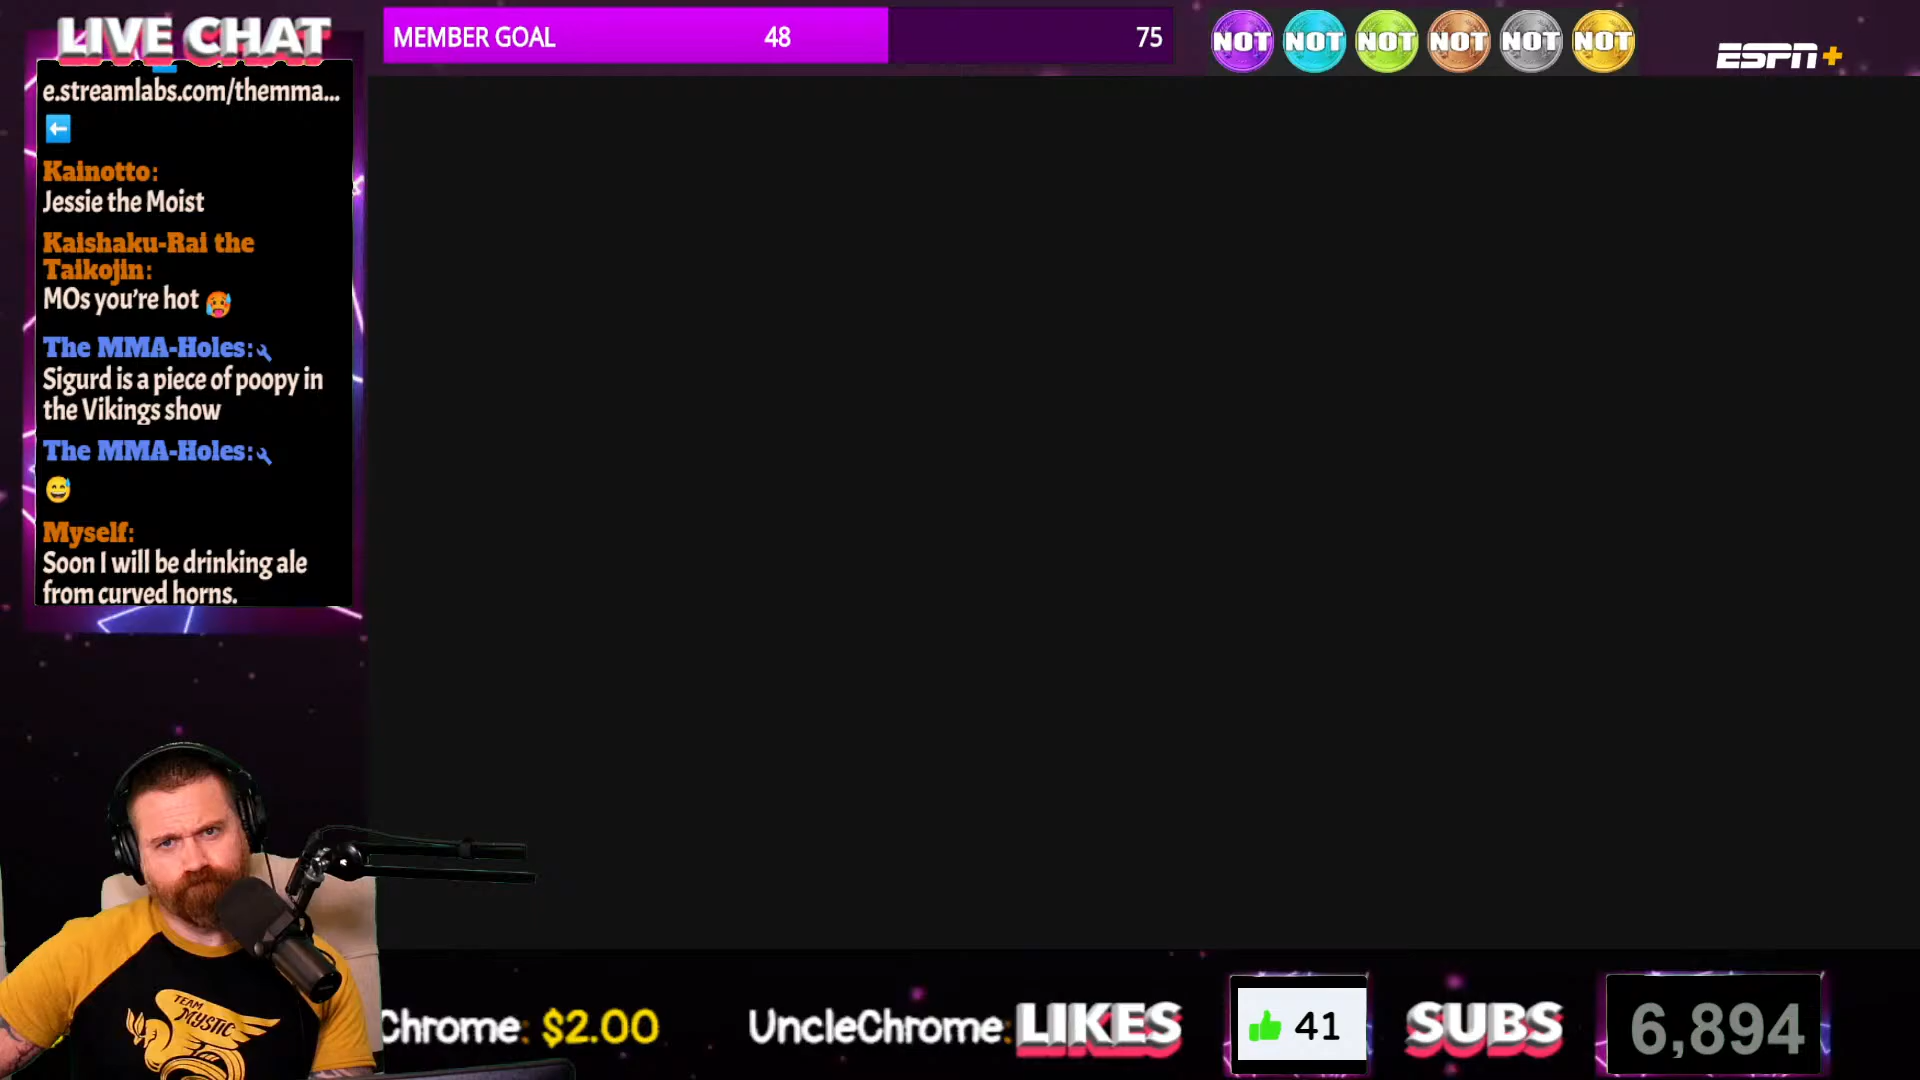 LIVE CHAT
e.streamlabs.com/themma...
Kainotto:
Jessie the Moist
Kaishaku-Rai the
Taikojin:
MOs you're hot
The MMA-Holes:
Sigurd is a piece of poopy in
the Vikings show
The MMA-Holes:
Myself:
Soon I will be drinking ale
from curved horns.
MEMBER GOAL 48 75
NOT NOT NOT NOT NOT NOT
ESPN+
TEAM
MYSTIC
Chrome: $2.00 UncleChrome:
LIKES
41
SUBS
6,894